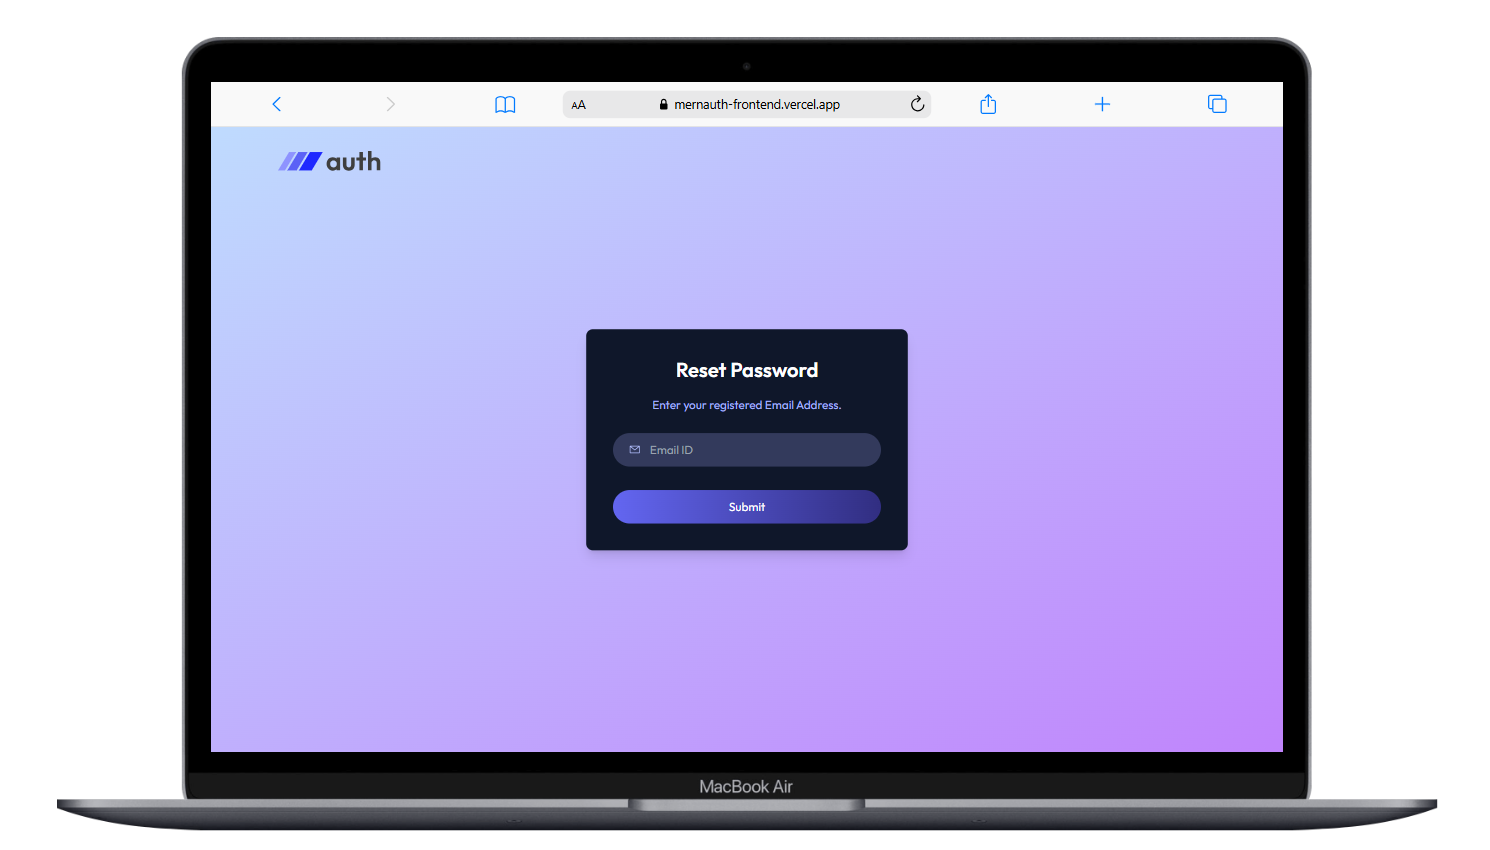 AA mernauth-frontend.vercel.app
auth
Reset Password
Enter your registered Email Address.
Email ID
Submit
MacBook Air